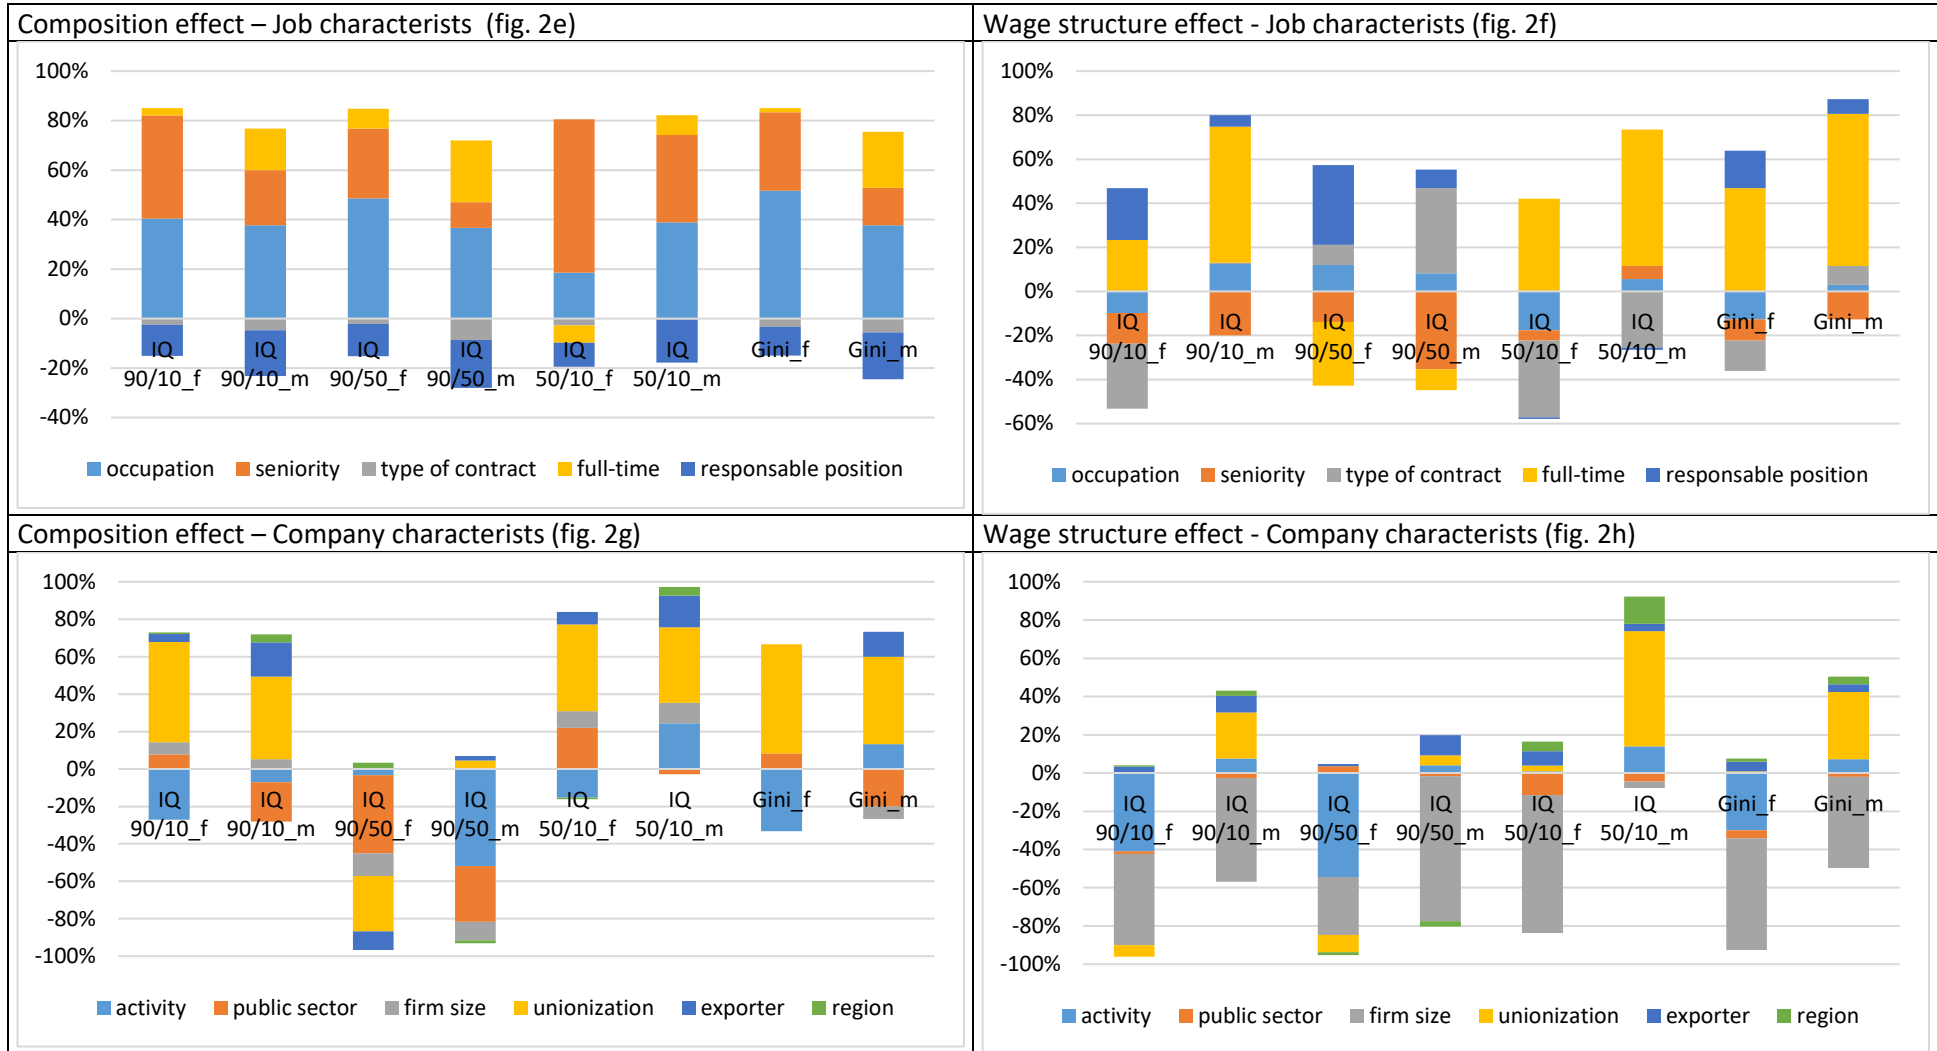 Composition effect – Job characterists (fig. 2e)
100%
80%
60%
40%
20%
0%
-20%
-40%
IQ 90/10_f
IQ 90/10_m
IQ 90/50_f
IQ 90/50_m
IQ 50/10_f
IQ 50/10_m
Gini_f
Gini_m
occupation seniority type of contract full-time responsable position
Wage structure effect - Job characterists (fig. 2f)
100%
80%
60%
40%
20%
0%
-20%
-40%
-60%
IQ 90/10_f
IQ 90/10_m
IQ 90/50_f
IQ 90/50_m
IQ 50/10_f
IQ 50/10_m
Gini_f
Gini_m
occupation seniority type of contract full-time responsable position
Composition effect – Company characterists (fig. 2g)
100%
80%
60%
40%
20%
0%
-20%
-40%
-60%
-80%
-100%
IQ 90/10_f
IQ 90/10_m
IQ 90/50_f
IQ 90/50_m
IQ 50/10_f
IQ 50/10_m
Gini_f
Gini_m
activity public sector firm size unionization exporter region
Wage structure effect - Company characterists (fig. 2h)
100%
80%
60%
40%
20%
0%
-20%
-40%
-60%
-80%
-100%
IQ 90/10_f
IQ 90/10_m
IQ 90/50_f
IQ 90/50_m
IQ 50/10_f
IQ 50/10_m
Gini_f
Gini_m
activity public sector firm size unionization exporter region